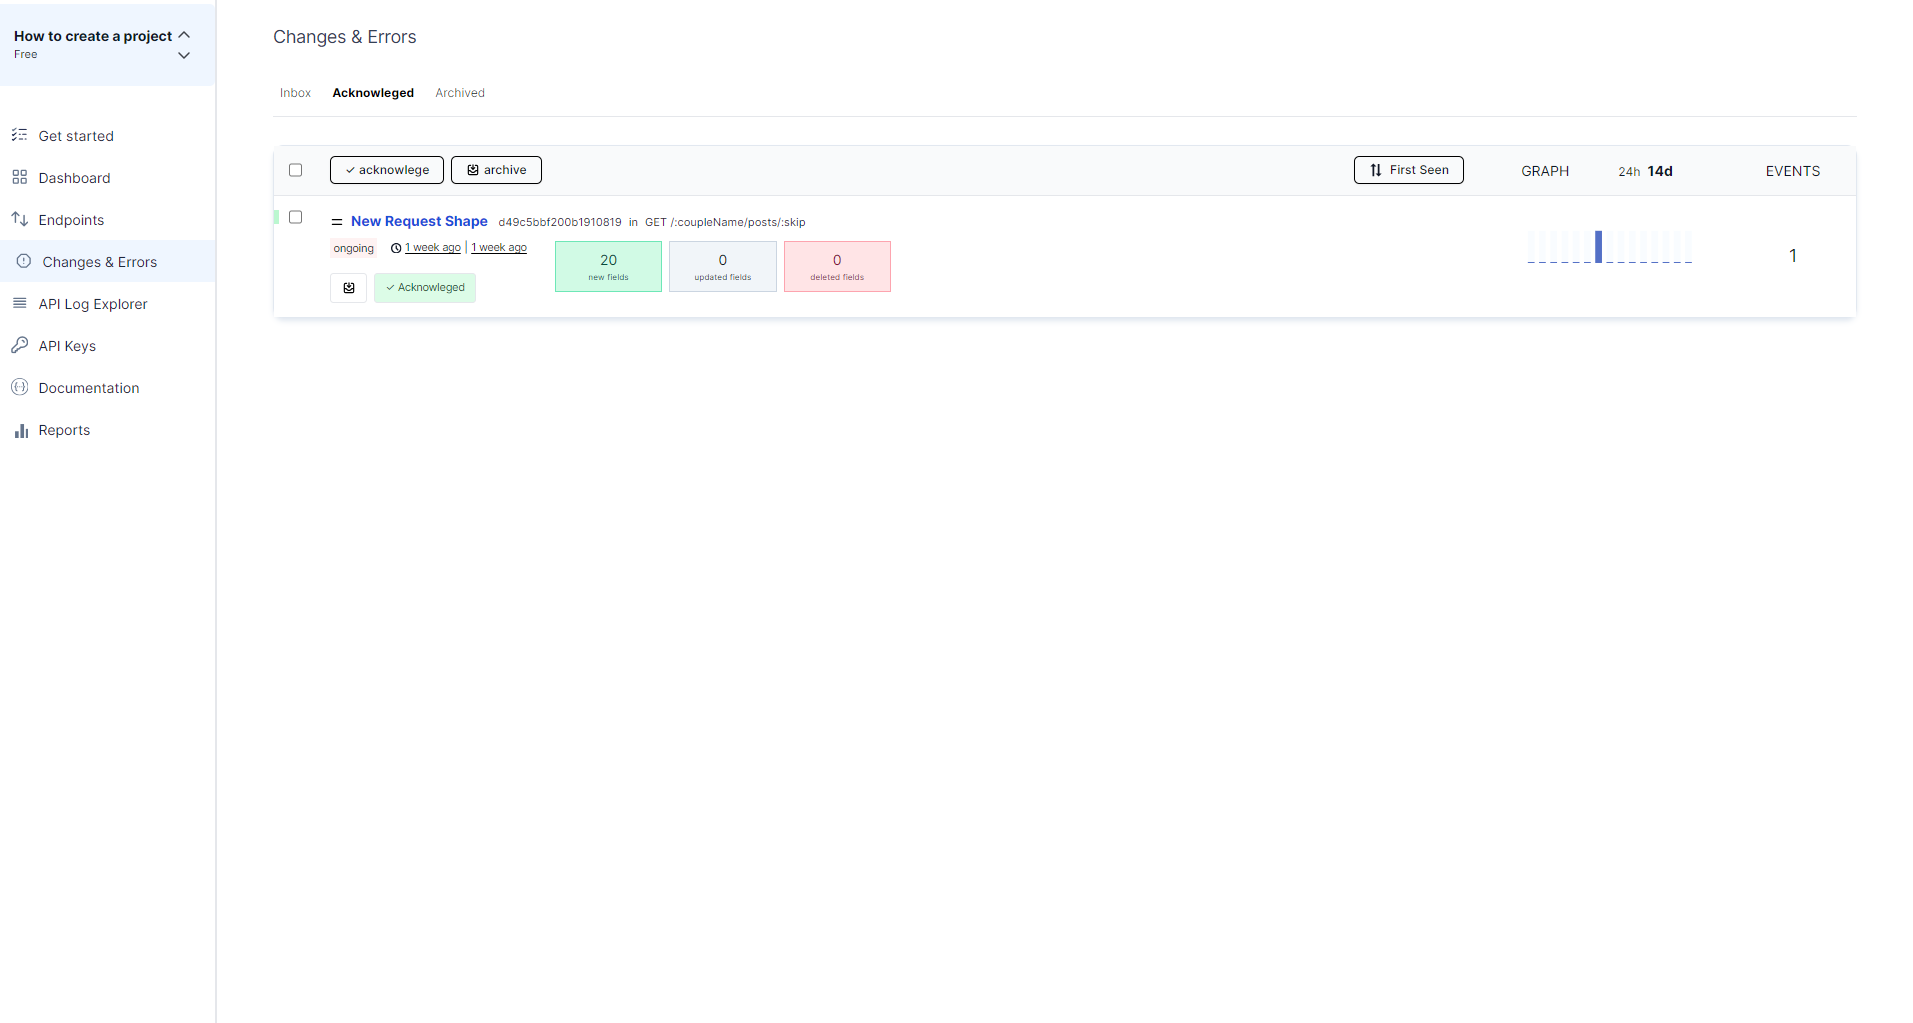 How to create a project
Free
Get started
Dashboard
Endpoints
Changes & Errors
API Log Explorer
API Keys
Documentation
Reports
Changes & Errors
Inbox Acknowleged Archived
acknowlege archive First Seen GRAPH 24h 14d EVENTS
New Request Shape d49c5bbf200b1910819 in GET /:coupleName/posts/:skip
ongoing 1 week ago | 1 week ago
20 0 0
new fields updated fields deleted fields
1
Acknowleged